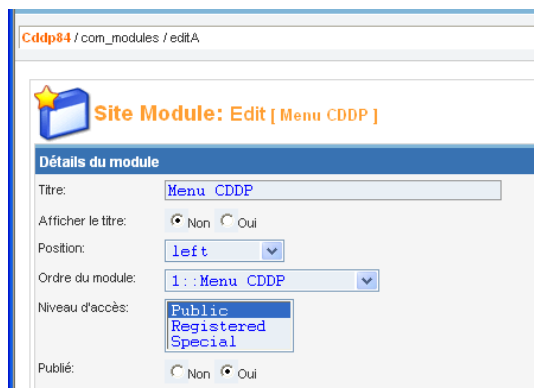 Cddp84 / com_modules / editA
Site Module: Edit [ Menu CDDP ]
Détails du module
Titre: Menu CDDP
Afficher le titre: Non Oui
Position: left
Ordre du module: 1::Menu CDDP
Niveau d'accès: Public
Registered
Special
Publié: Non Oui